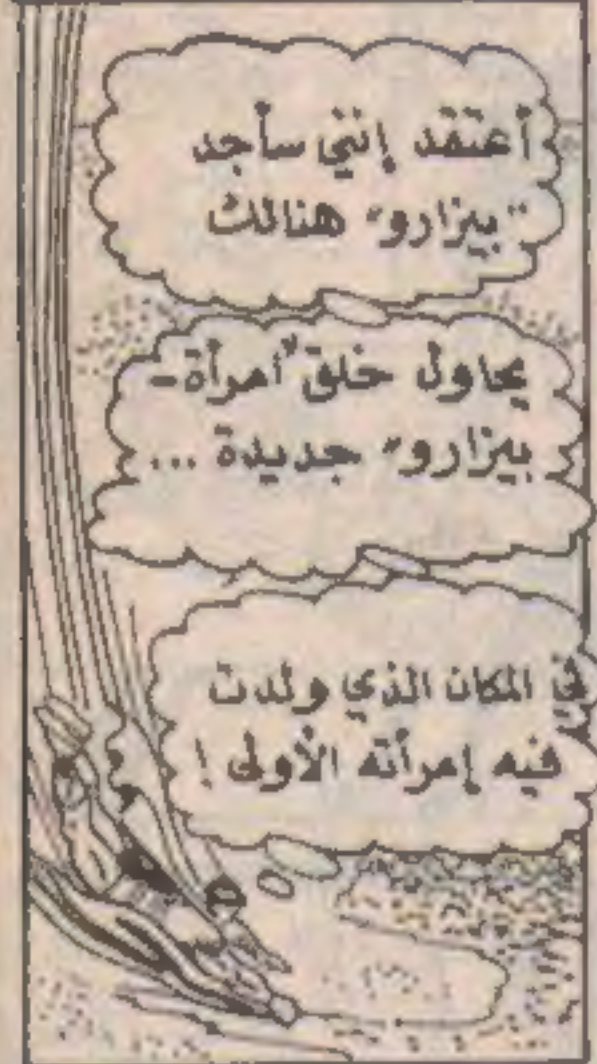 أعتقد إنني سأجد
"بيزارو" هنالك
يحاول خلق "امرأة-
بيزارو" جديدة ...
في المكان الذي ولدت
فيه إمرأته الأولى !